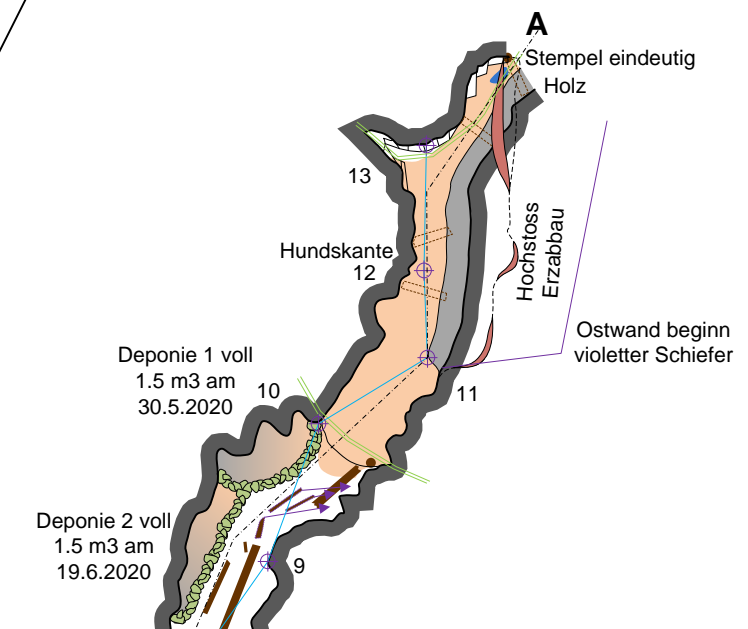 A
Stempel eindeutig
Holz
13
Hundskante
12
Hochstoss
Erzabbau
Ostwand beginn
violetter Schiefer
Deponie 1 voll
1.5 m3 am
30.5.2020
10
11
Deponie 2 voll
1.5 m3 am
19.6.2020
9